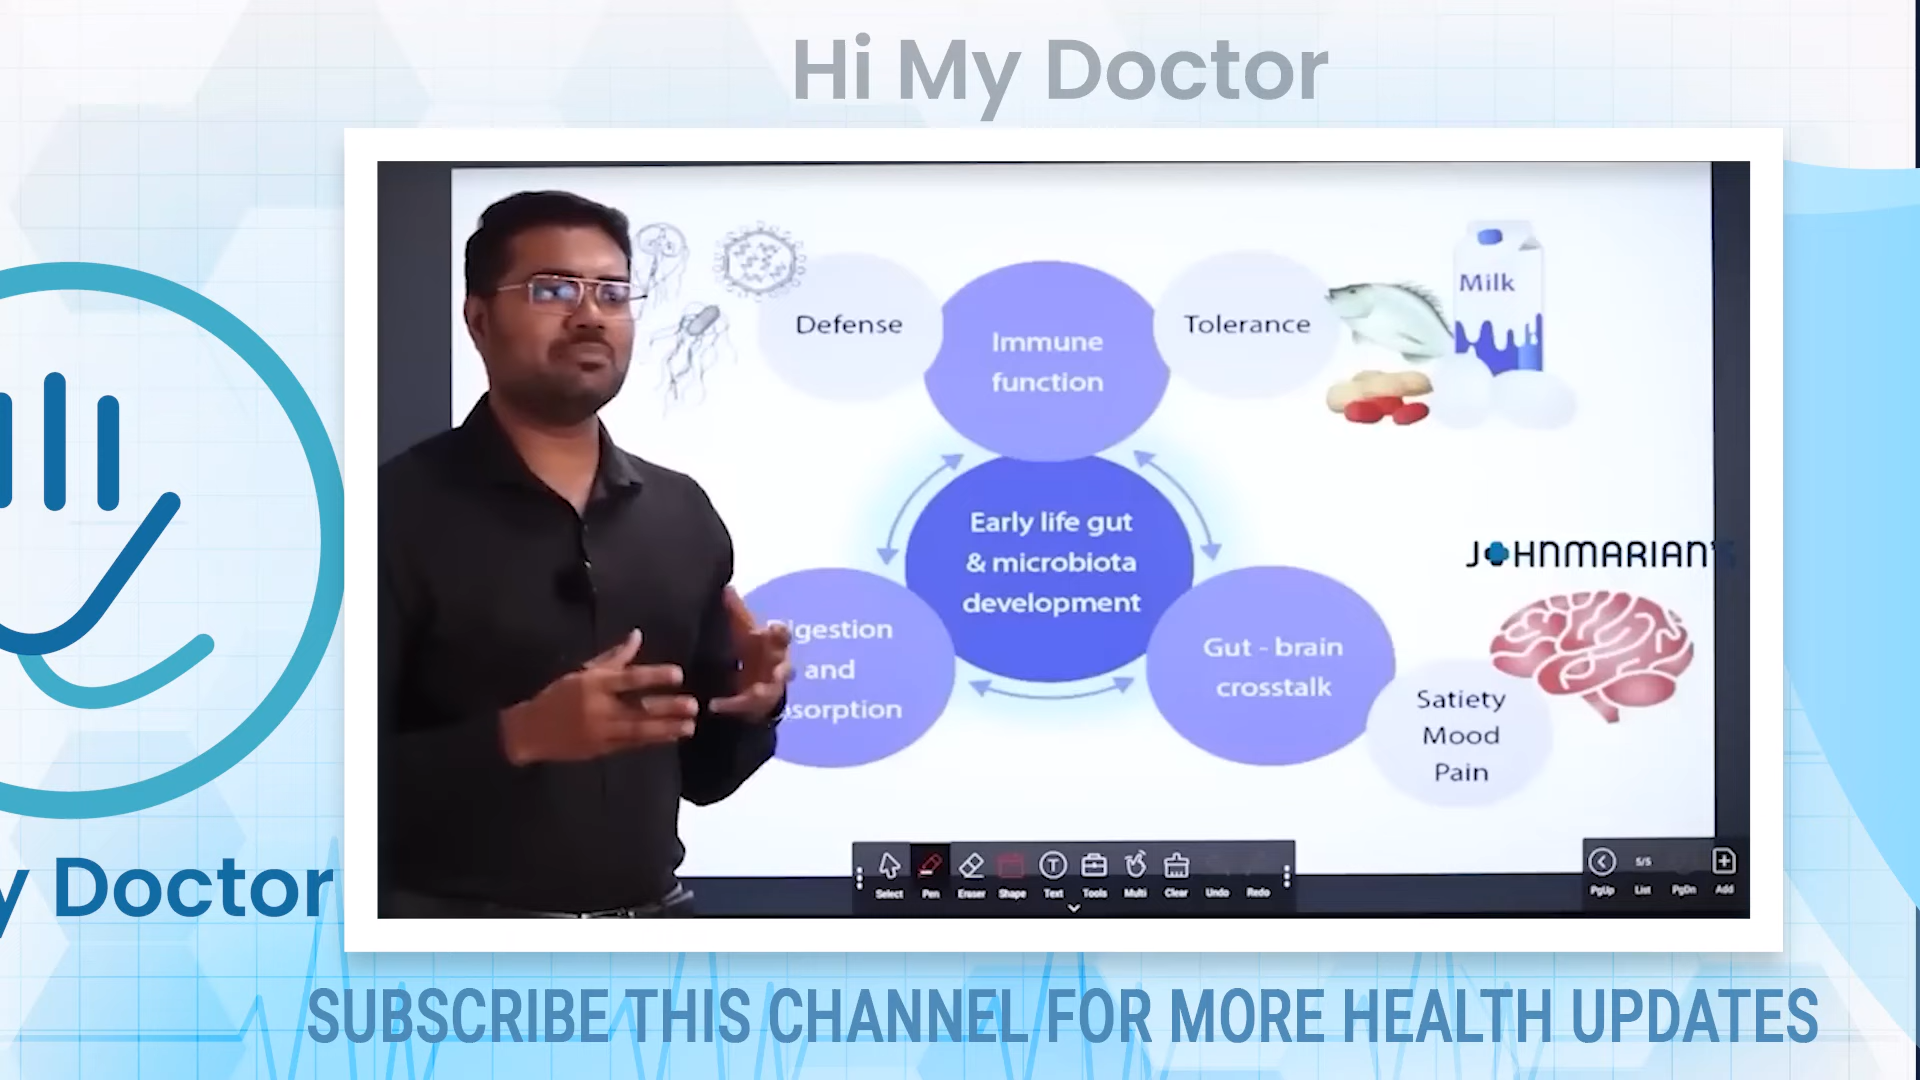 Hi My Doctor
Defense
Immune
function
Tolerance
Milk
Early life gut
& microbiota
development
JOHNMARIAN'S
igestion
and
sorption
Gut - brain
crosstalk
Satiety
Mood
Pain
Doctor
Select Pen Eraser Shape Text Tools Multi Clear Undo Redo
5/5
PgUp List PgDn Add
SUBSCRIBE THIS CHANNEL FOR MORE HEALTH UPDATES